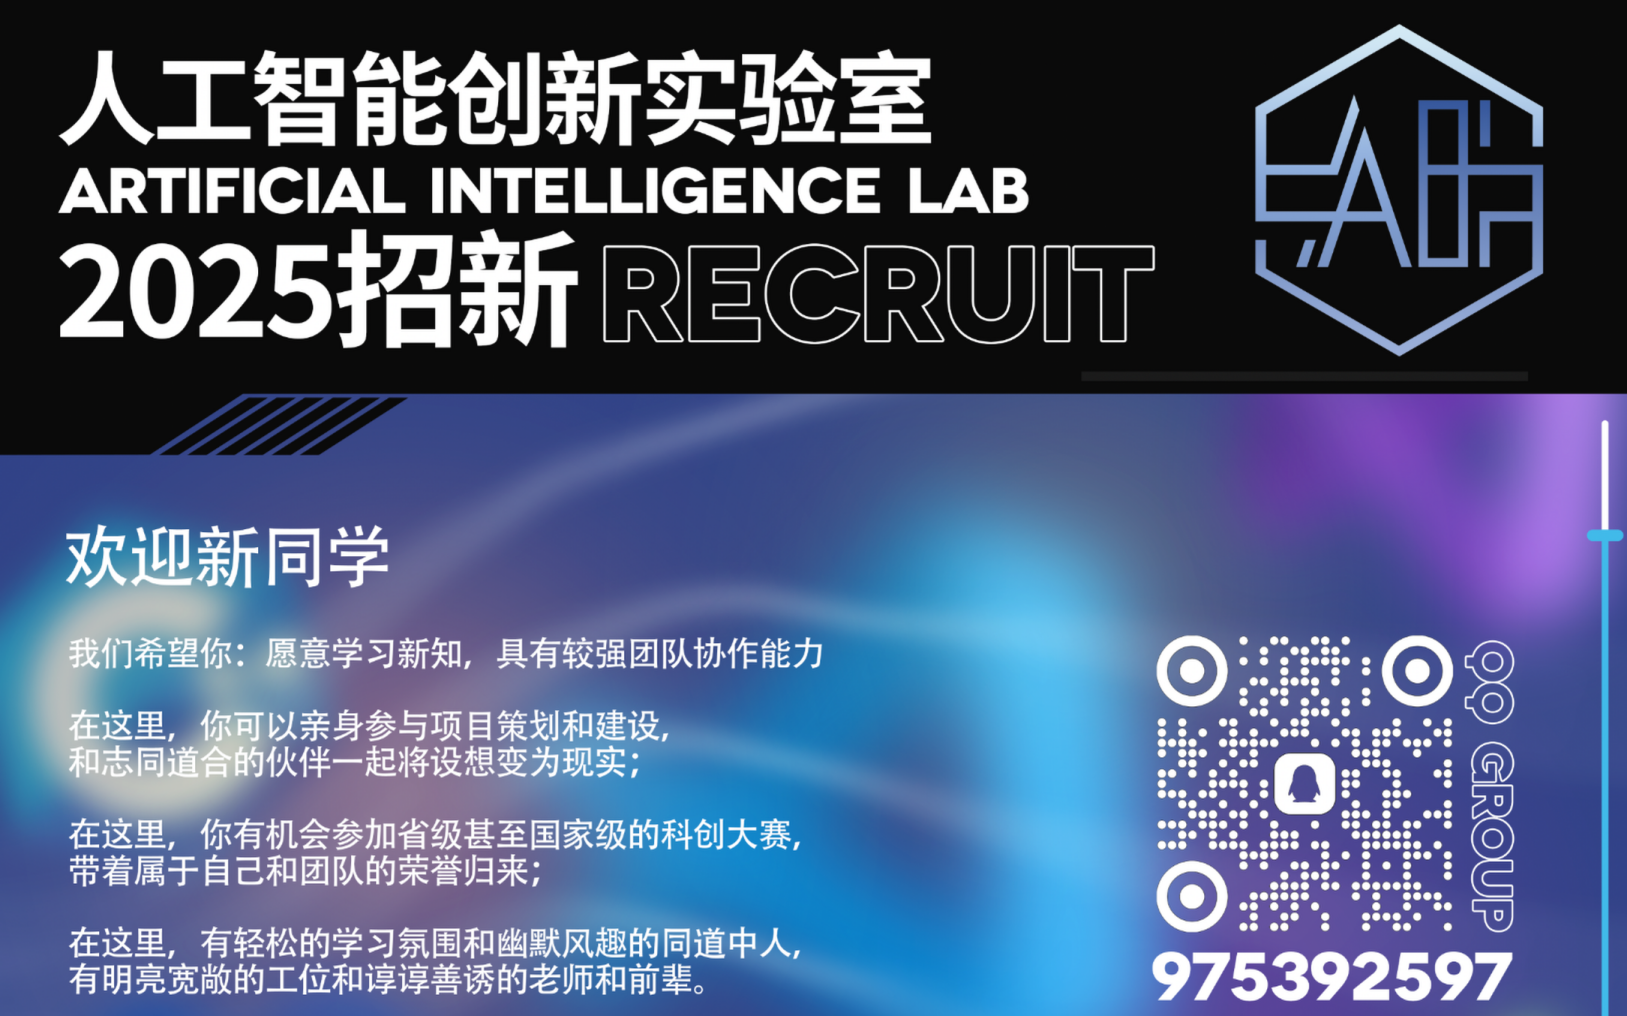 人工智能创新实验室
ARTIFICIAL INTELLIGENCE LAB
2025招新 RECRUIT
欢迎新同学
我们希望你：愿意学习新知，具有较强团队协作能力
在这里，你可以亲身参与项目策划和建设，
和志同道合的伙伴一起将设想变为现实；
在这里，你有机会参加省级甚至国家级的科创大赛，
带着属于自己和团队的荣誉归来；
在这里，有轻松的学习氛围和幽默风趣的同道中人，
有明亮宽敞的工位和谆谆善诱的老师和前辈。
QQ GROUP
975392597